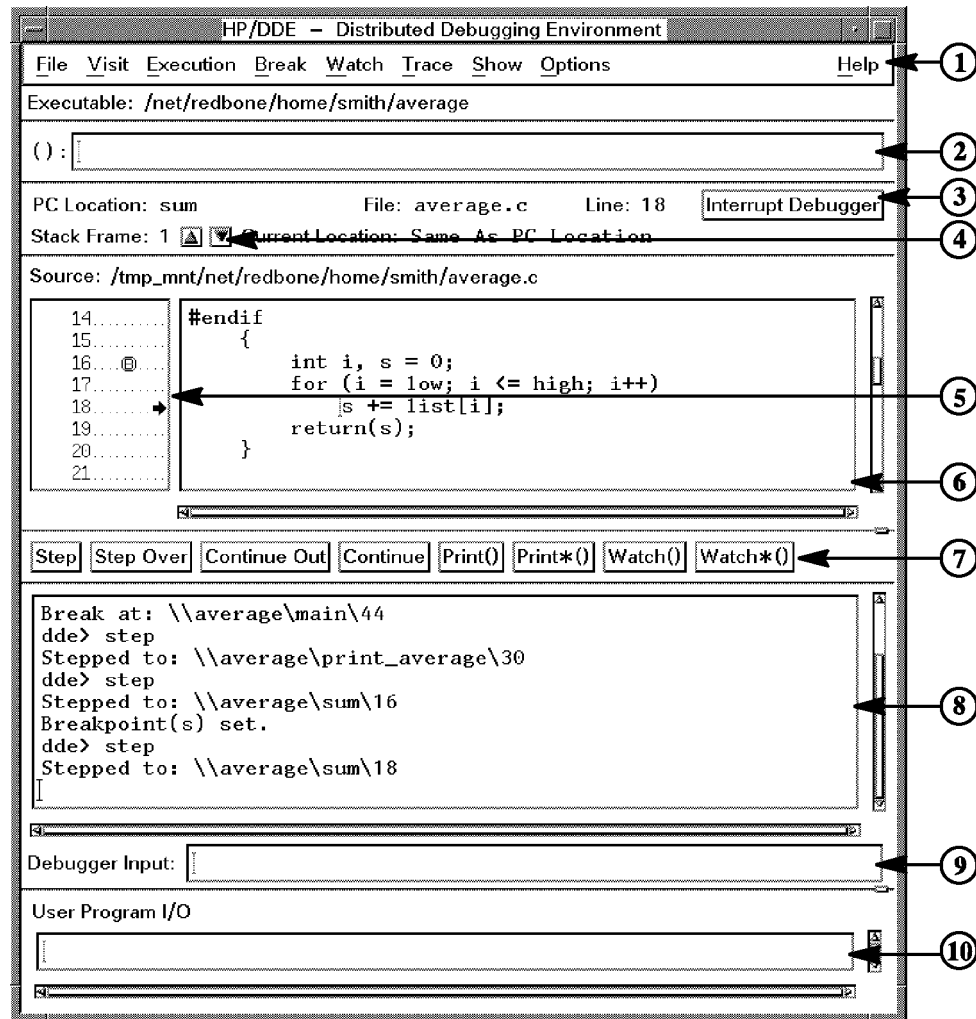 HP/DDE – Distributed Debugging Environment
File Visit Execution Break Watch Trace Show Options Help
1
Executable: /net/redbone/home/smith/average
():
2
PC Location: sum File: average.c Line: 18 Interrupt Debugger
3
Stack Frame: 1 Current Location: Same As PC Location
4
Source: /tmp_mnt/net/redbone/home/smith/average.c
14.......... #endif
15.......... {
16....B.... int i, s = 0;
17.......... for (i = low; i <= high; i++)
5
18........ s += list[i];
19.......... return(s);
20.......... }
21..........
6
Step Step Over Continue Out Continue Print() Print*() Watch() Watch*()
7
Break at: \\average\main\44
dde> step
Stepped to: \\average\print_average\30
dde> step
Stepped to: \\average\sum\16
8
Breakpoint(s) set.
dde> step
Stepped to: \\average\sum\18
Debugger Input:
9
User Program I/O
10